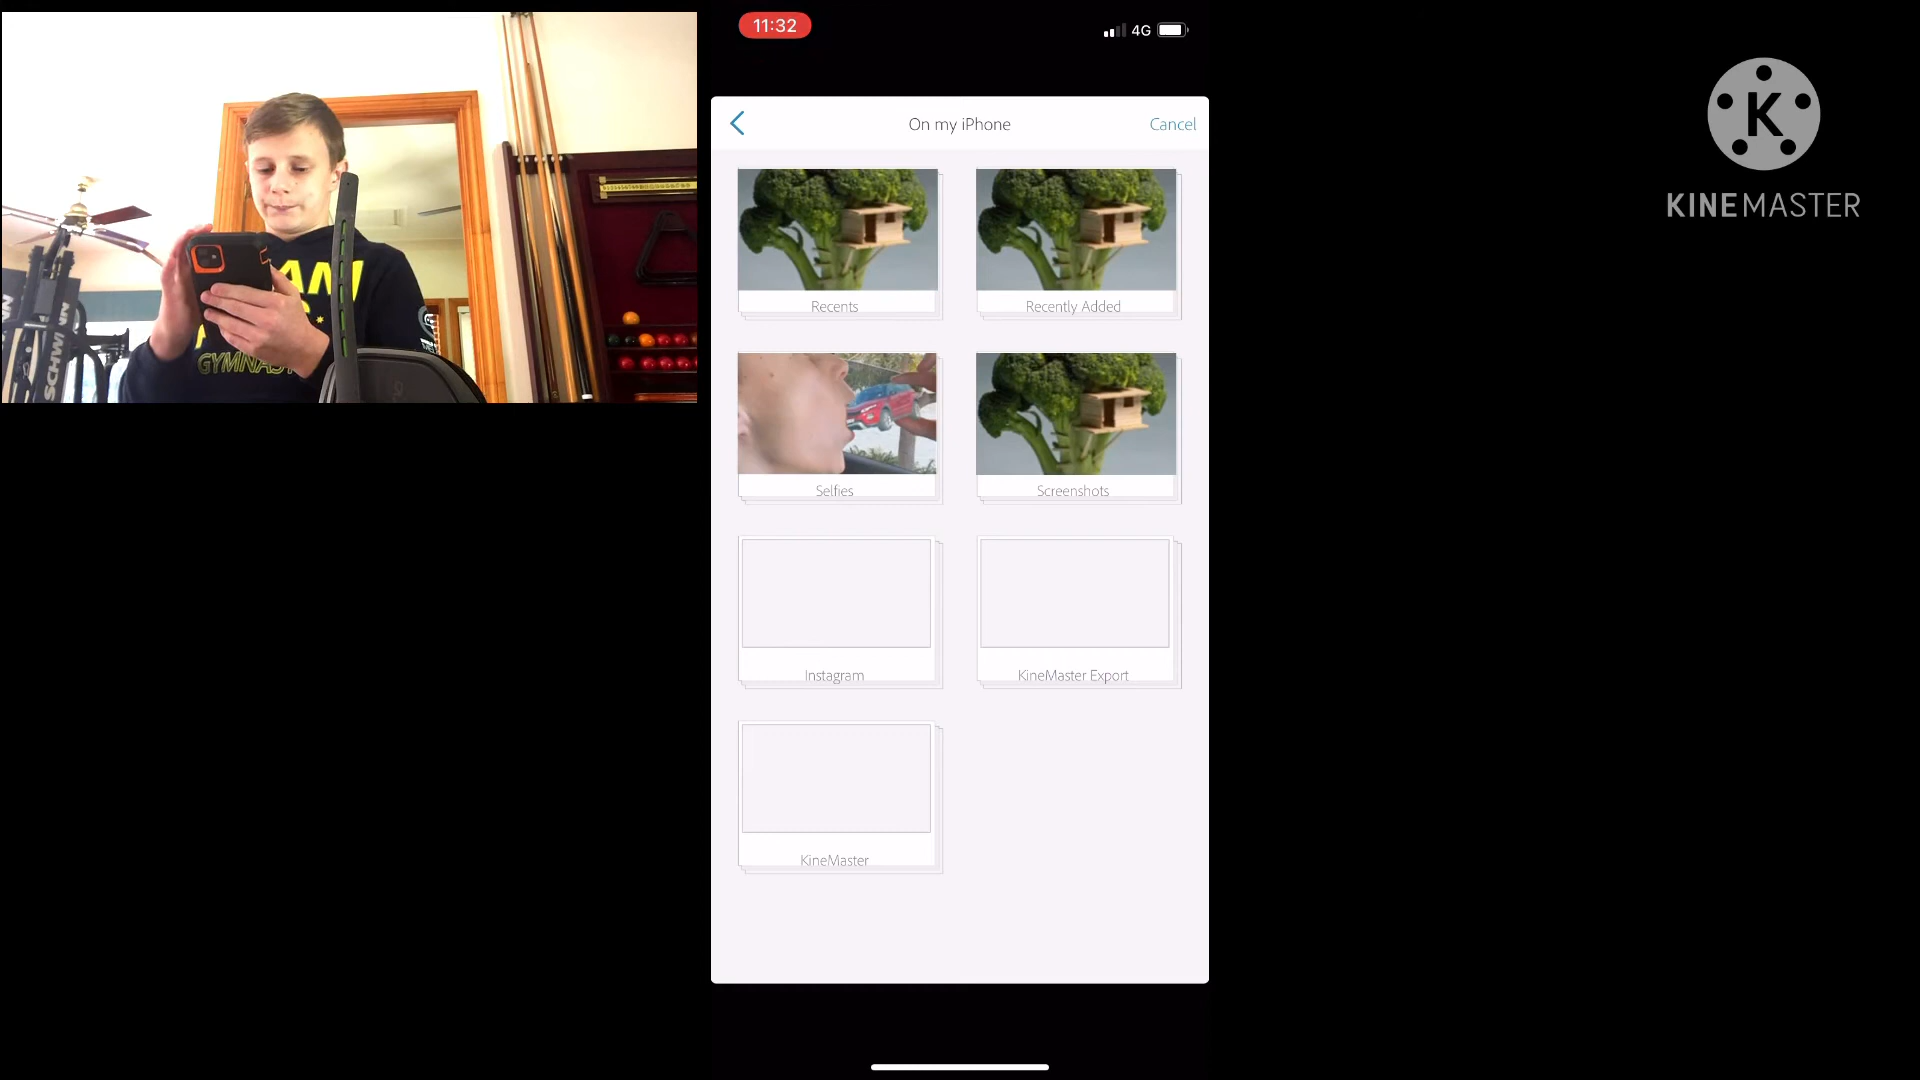 11:32
4G
On my iPhone
Cancel
Recents
Recently Added
Selfies
Screenshots
Instagram
KineMaster Export
KineMaster
K
KINEMASTER
SCHWINN
GYMNAS